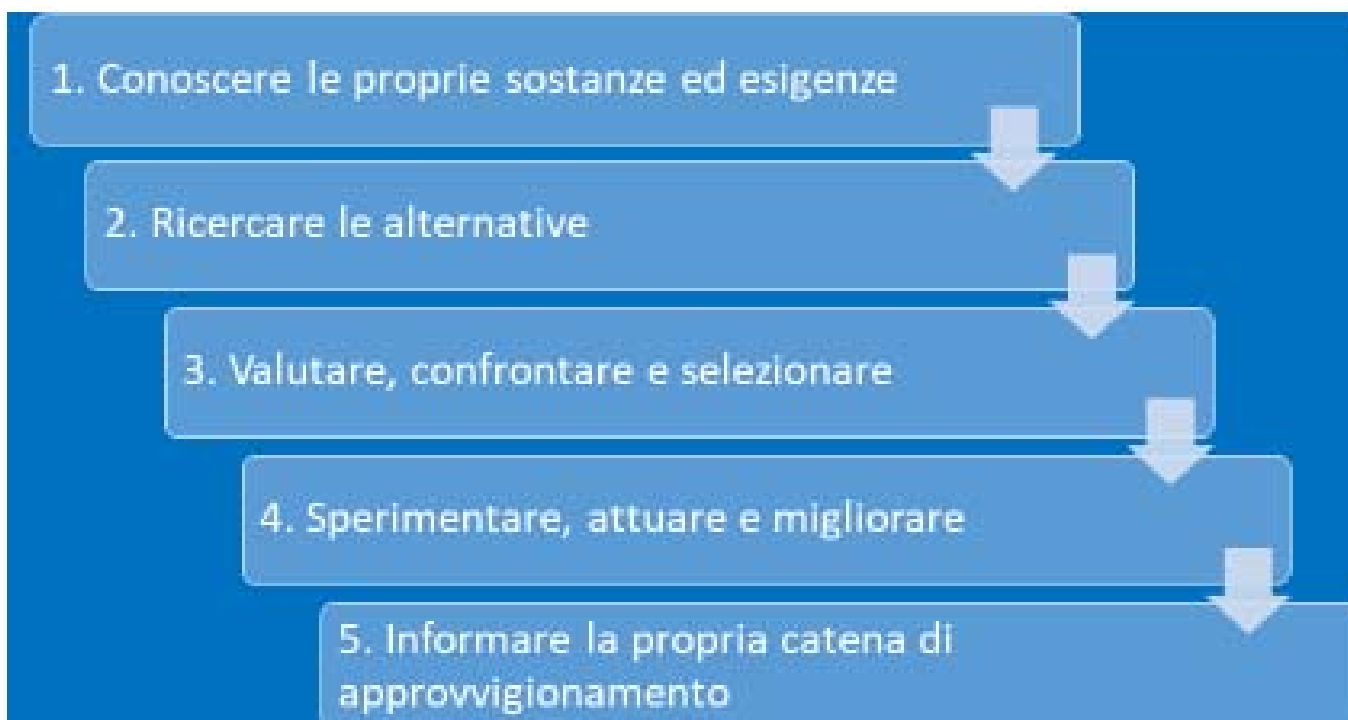 1. Conoscere le proprie sostanze ed esigenze
2. Ricercare le alternative
3. Valutare, confrontare e selezionare
4. Sperimentare, attuare e migliorare
5. Informare la propria catena di
approvvigionamento